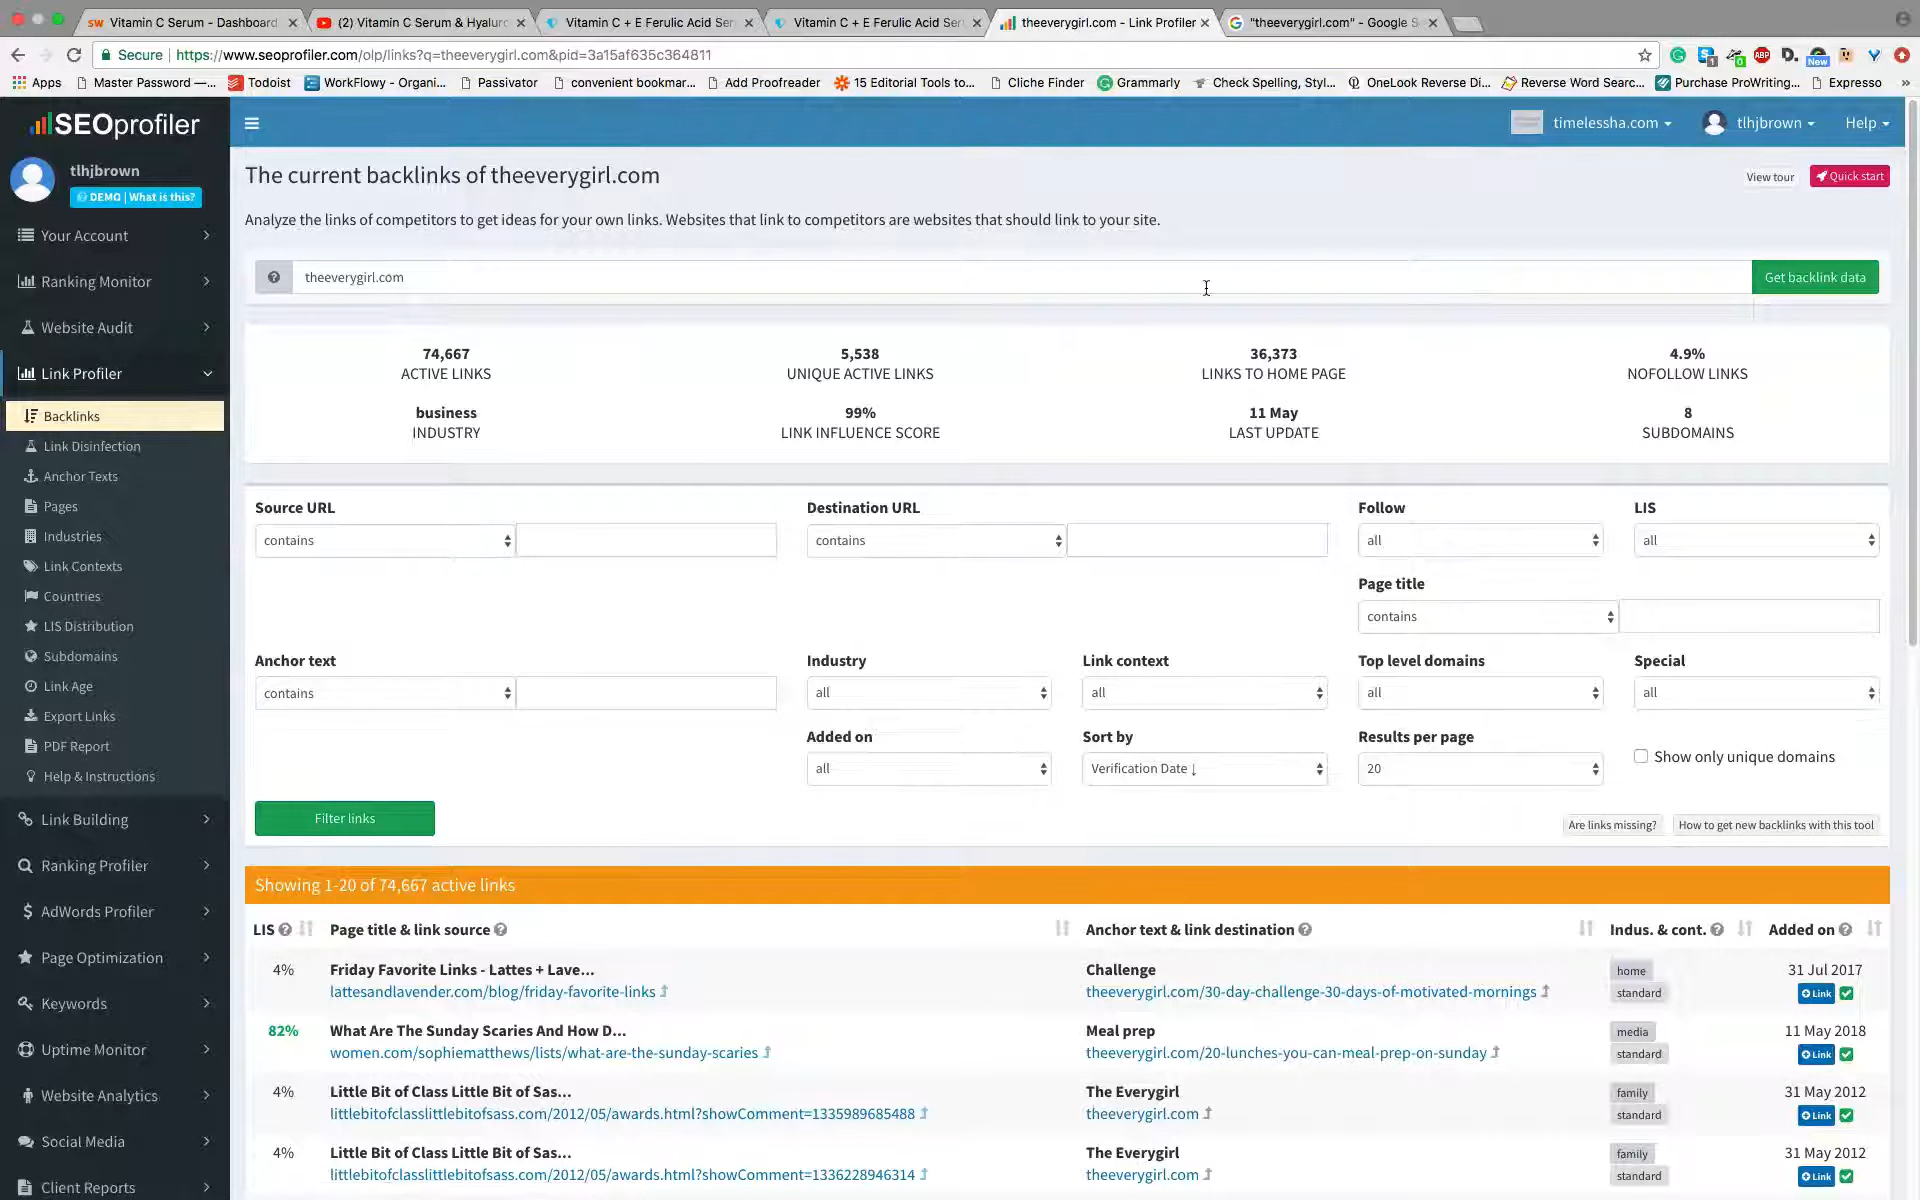 Vitamin C Serum - Dashboard
(2) Vitamin C Serum & Hyaluro
Vitamin C + E Ferulic Acid Ser
Vitamin C + E Ferulic Acid Ser
theeverygirl.com - Link Profiler
"theeverygirl.com" - Google S
Secure | https://www.seoprofiler.com/olp/links?q=theeverygirl.com&pid=3a15af635c364811
Apps Master Password —... Todoist WorkFlowy - Organi... Passivator convenient bookmar... Add Proofreader 15 Editorial Tools to... Cliche Finder Grammarly Check Spelling, Styl... OneLook Reverse Di... Reverse Word Searc... Purchase ProWriting... Expresso »
SEOprofiler
timelessha.com tlhjbrown Help
tlhjbrown
DEMO | What is this?
Your Account
Ranking Monitor
Website Audit
Link Profiler
Backlinks
Link Disinfection
Anchor Texts
Pages
Industries
Link Contexts
Countries
LIS Distribution
Subdomains
Link Age
Export Links
PDF Report
Help & Instructions
Link Building
Ranking Profiler
AdWords Profiler
Page Optimization
Keywords
Uptime Monitor
Website Analytics
Social Media
Client Reports
The current backlinks of theeverygirl.com
View tour Quick start
Analyze the links of competitors to get ideas for your own links. Websites that link to competitors are websites that should link to your site.
theeverygirl.com Get backlink data
74,667 5,538 36,373 4.9%
ACTIVE LINKS UNIQUE ACTIVE LINKS LINKS TO HOME PAGE NOFOLLOW LINKS
business 99% 11 May 8
INDUSTRY LINK INFLUENCE SCORE LAST UPDATE SUBDOMAINS
Source URL Destination URL Follow LIS
contains contains all all
Page title
contains
Anchor text Industry Link context Top level domains Special
contains all all all all
Added on Sort by Results per page
all Verification Date ↓ 20 Show only unique domains
Filter links Are links missing? How to get new backlinks with this tool
Showing 1-20 of 74,667 active links
LIS Page title & link source Anchor text & link destination Indus. & cont. Added on
4% Friday Favorite Links - Lattes + Lave... Challenge home 31 Jul 2017
lattesandlavender.com/blog/friday-favorite-links theeverygirl.com/30-day-challenge-30-days-of-motivated-mornings standard Link
82% What Are The Sunday Scaries And How D... Meal prep media 11 May 2018
women.com/sophiematthews/lists/what-are-the-sunday-scaries theeverygirl.com/20-lunches-you-can-meal-prep-on-sunday standard Link
4% Little Bit of Class Little Bit of Sas... The Everygirl family 31 May 2012
littlebitofclasslittlebitofsass.com/2012/05/awards.html?showComment=1335989685488 theeverygirl.com standard Link
4% Little Bit of Class Little Bit of Sas... The Everygirl family 31 May 2012
littlebitofclasslittlebitofsass.com/2012/05/awards.html?showComment=1336228946314 theeverygirl.com standard Link